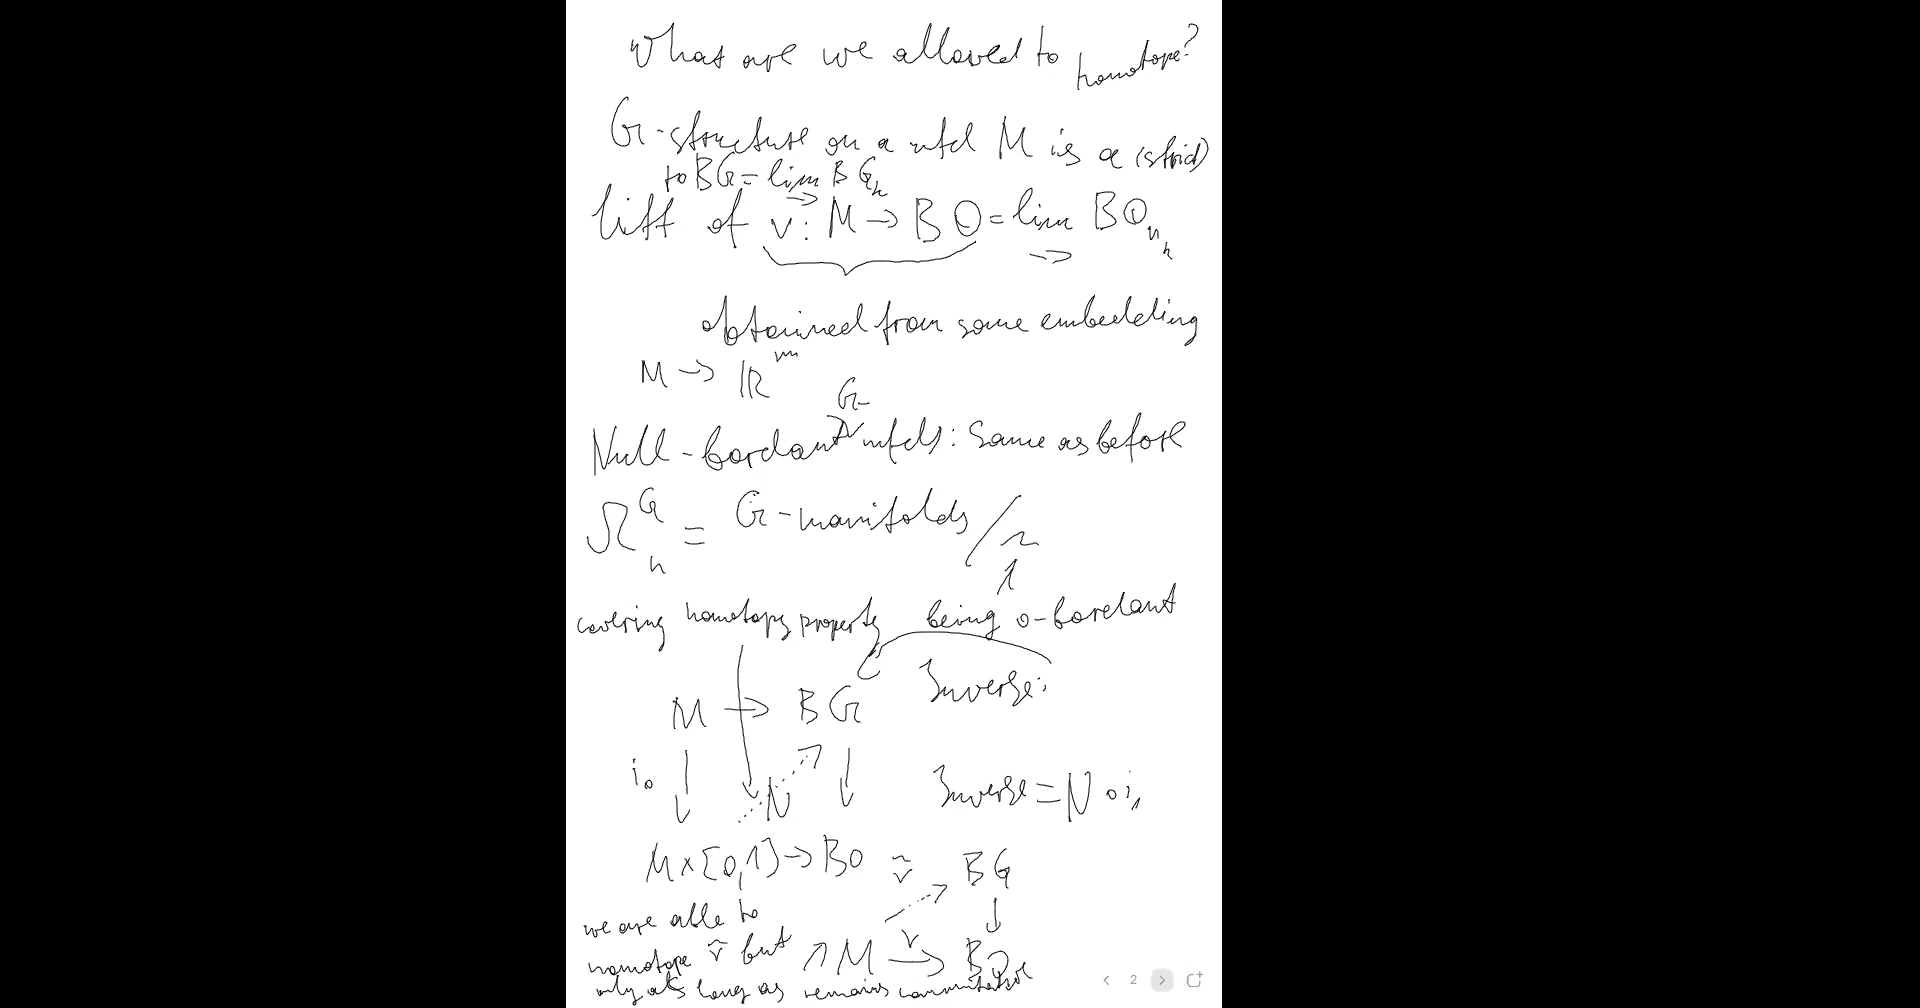 What are we allowed to homotope?
G-structure on a mfd M is a (strict)
to BG = lim BG_n
→
lift of ν: M → BO = lim BO_n
→
obtained from some embedding
M → ℝ^m
G-
Null-bordant mfds: Same as before
Ω^G_n = G-manifolds/~
↑
covering homotopy property being 0-bordant
M → BG Inverse:
i_0 ↓ N ↓ Inverse = N∘i_1
M×[0,1] → BO ν̃ BG
we are able to ↓
homotope ν̃ but ↗ M → BO
ν
only as long as remains commutative
< 2 >